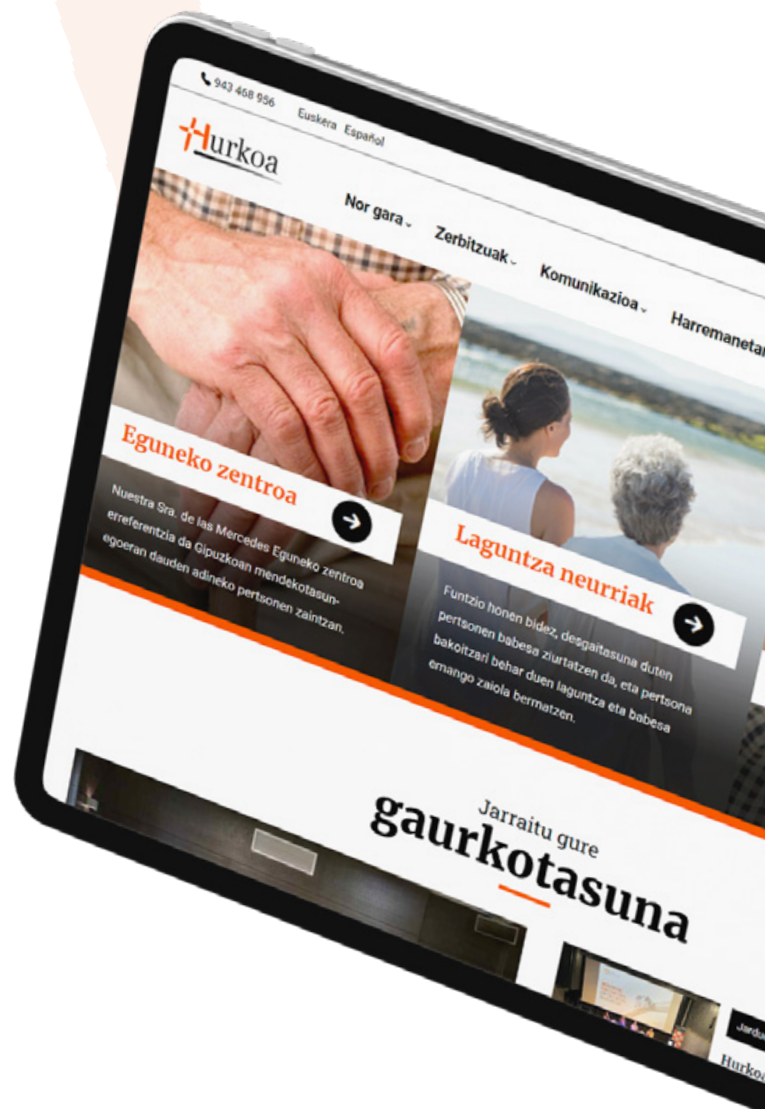 943 468 956
Euskera Español
Hurkoa
Nor gara
Zerbitzuak
Komunikazioa
Eguneko zentroa
Nuestra Sra. de las Mercedes Eguneko zentroa
erreferentzia da Gipuzkoan mendekotasun-
egoeran dauden adineko pertsonen zaintzan.
Laguntza neurriak
Funtzio honen bidez, desgaitasuna duten
pertsonen babesa ziurtatzen da, eta pertsona
bakoitzari behar duen laguntza eta babesa
emango zaiola bermatzen.
Jarraitu gure
gaurkotasuna